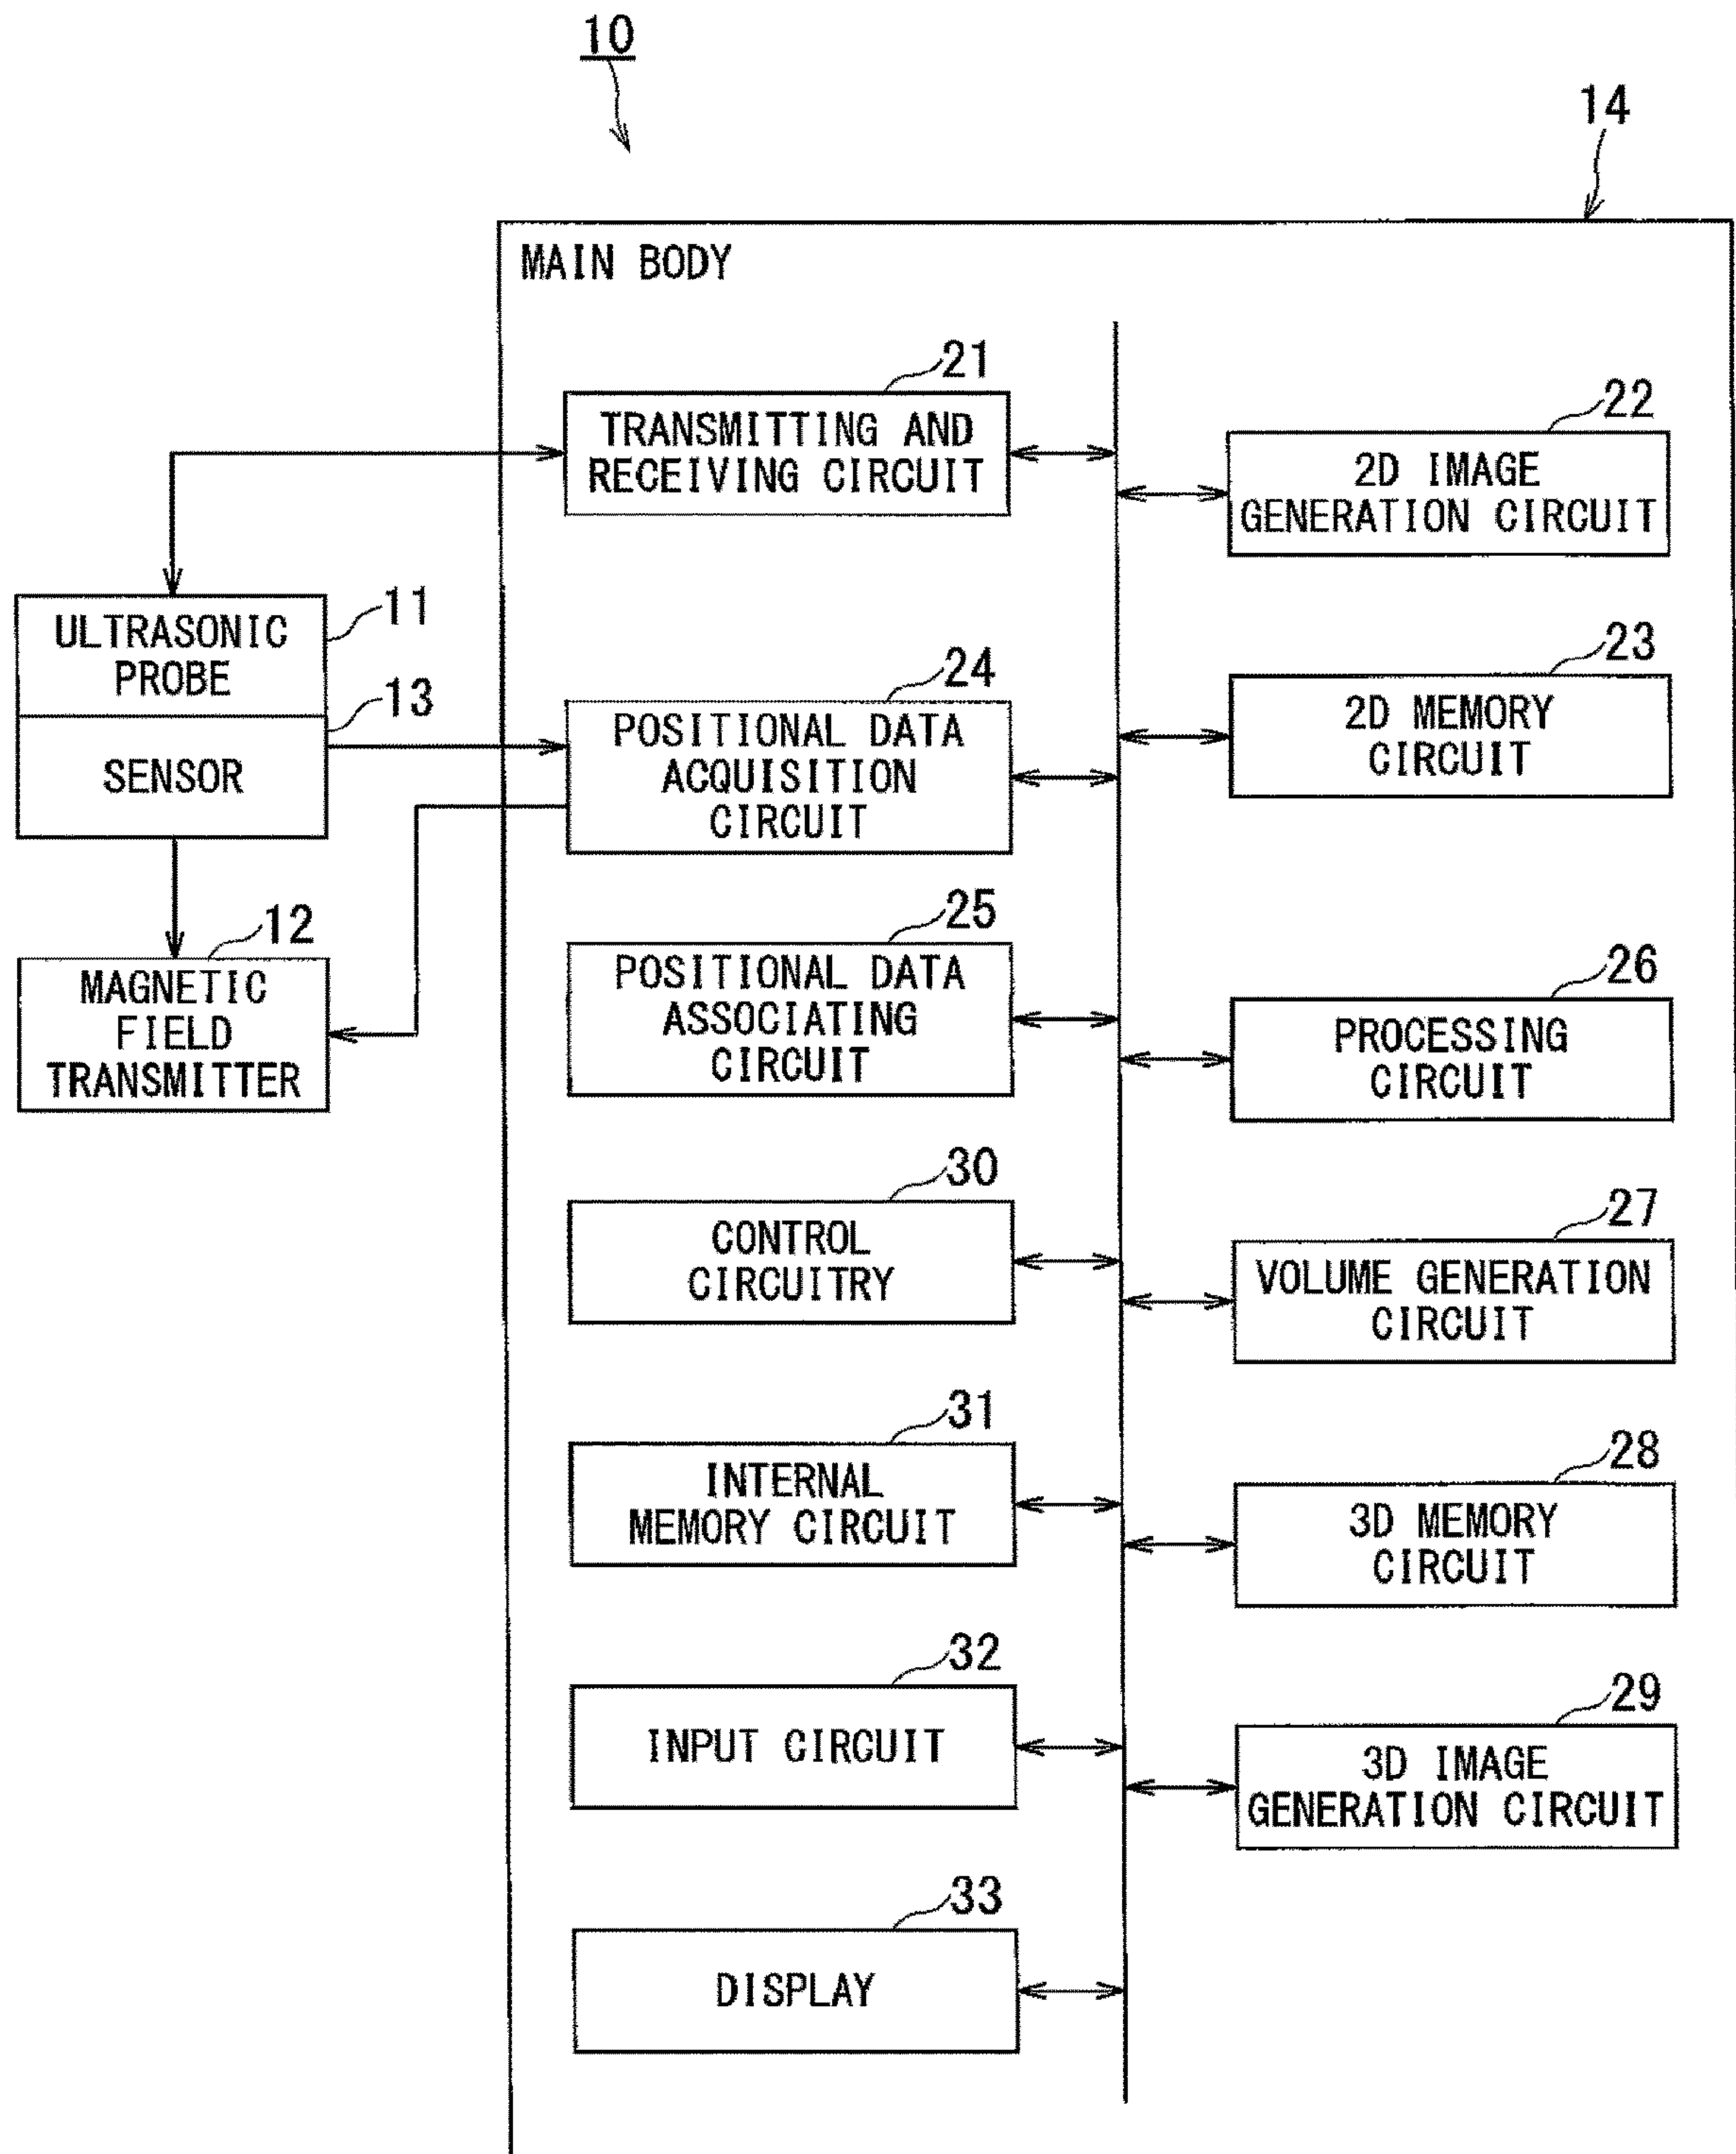 10
14
MAIN BODY
21
TRANSMITTING AND
RECEIVING CIRCUIT
22
2D IMAGE
GENERATION CIRCUIT
11
ULTRASONIC
PROBE
13
SENSOR
23
2D MEMORY
CIRCUIT
24
POSITIONAL DATA
ACQUISITION
CIRCUIT
12
MAGNETIC
FIELD
TRANSMITTER
25
POSITIONAL DATA
ASSOCIATING
CIRCUIT
26
PROCESSING
CIRCUIT
30
CONTROL
CIRCUITRY
27
VOLUME GENERATION
CIRCUIT
31
INTERNAL
MEMORY CIRCUIT
28
3D MEMORY
CIRCUIT
32
INPUT CIRCUIT
29
3D IMAGE
GENERATION CIRCUIT
33
DISPLAY